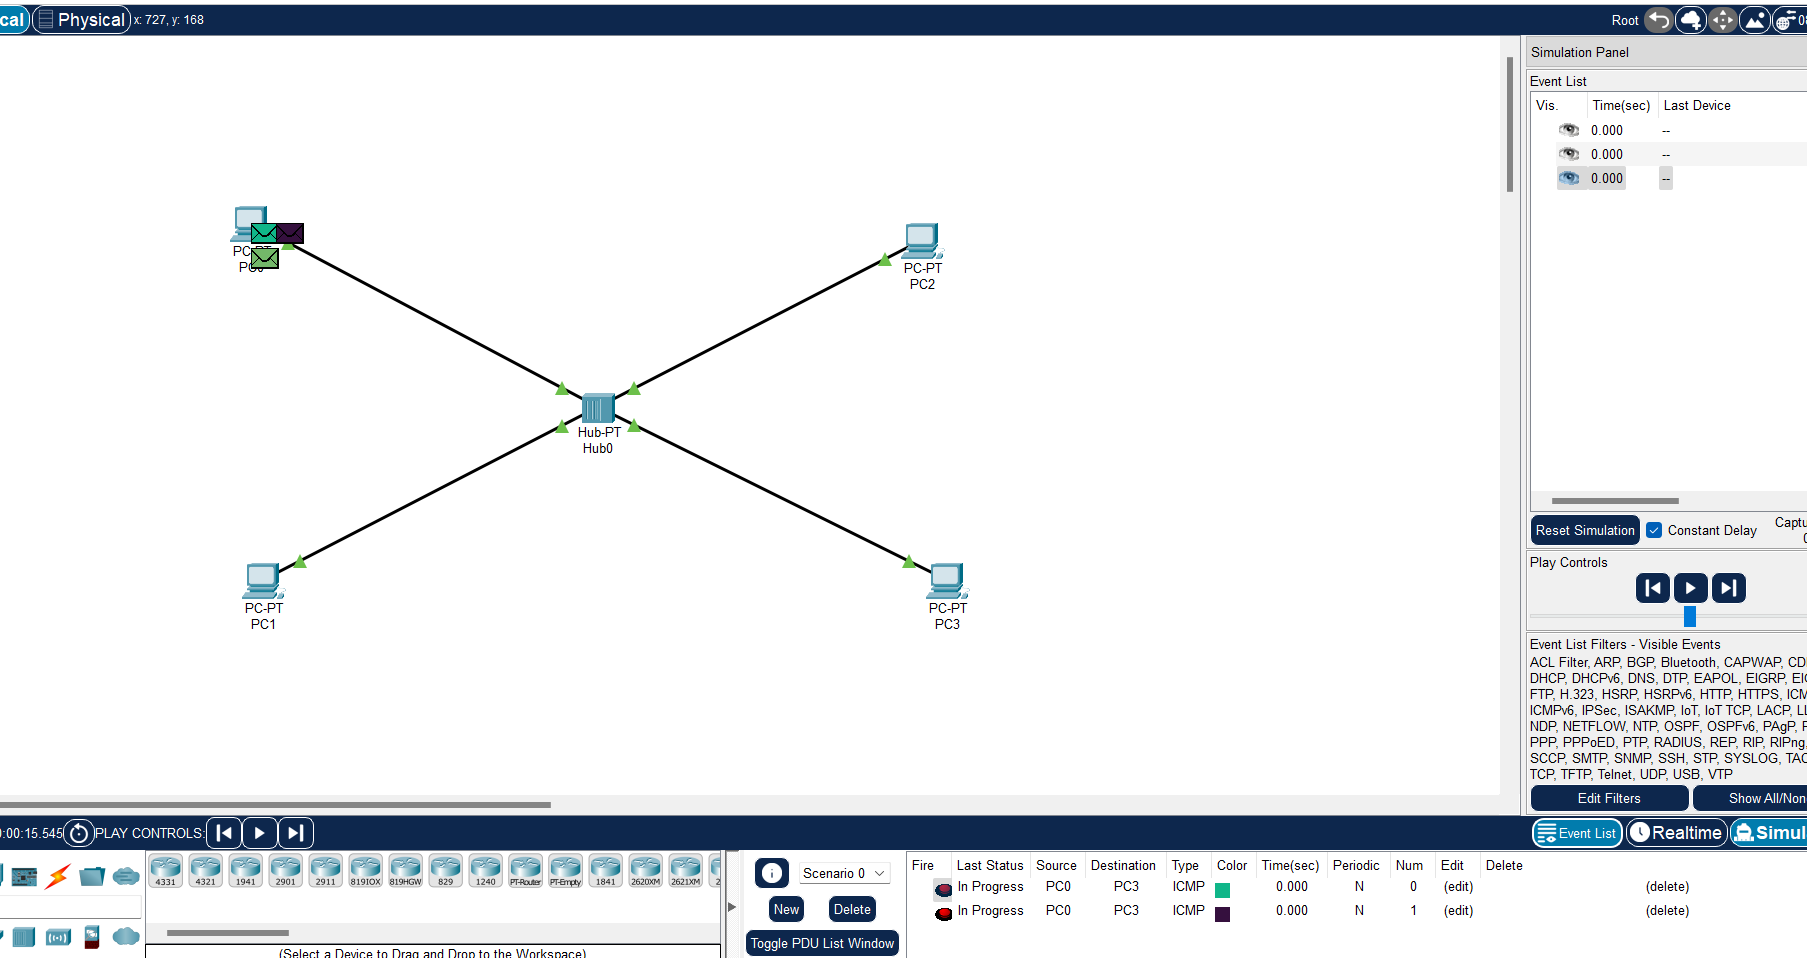 cal Physical x: 727, y: 168 Root
Simulation Panel
Event List
Vis. Time(sec) Last Device
0.000 --
0.000 --
0.000 --
PC-PT
PC0
PC-PT
PC2
Hub-PT
Hub0
PC-PT
PC1
PC-PT
PC3
Reset Simulation Constant Delay Captu
Play Controls
Event List Filters - Visible Events
ACL Filter, ARP, BGP, Bluetooth, CAPWAP, CD
DHCP, DHCPv6, DNS, DTP, EAPOL, EIGRP, EI
FTP, H.323, HSRP, HSRPv6, HTTP, HTTPS, ICM
ICMPv6, IPSec, ISAKMP, IoT, IoT TCP, LACP, L
NDP, NETFLOW, NTP, OSPF, OSPFv6, PAgP,
PPP, PPPoED, PTP, RADIUS, REP, RIP, RIPng,
SCCP, SMTP, SNMP, SSH, STP, SYSLOG, TAC
TCP, TFTP, Telnet, UDP, USB, VTP
Edit Filters Show All/Non
:00:15.545 PLAY CONTROLS: Event List Realtime Simul
4331 4321 1941 2901 2911 819IOX 819HGW 829 1240 PT-Router PT-Empty 1841 2620XM 2621XM 2
(Select a Device to Drag and Drop to the Workspace)
Scenario 0
New Delete
Toggle PDU List Window
Fire Last Status Source Destination Type Color Time(sec) Periodic Num Edit Delete
In Progress PC0 PC3 ICMP 0.000 N 0 (edit) (delete)
In Progress PC0 PC3 ICMP 0.000 N 1 (edit) (delete)